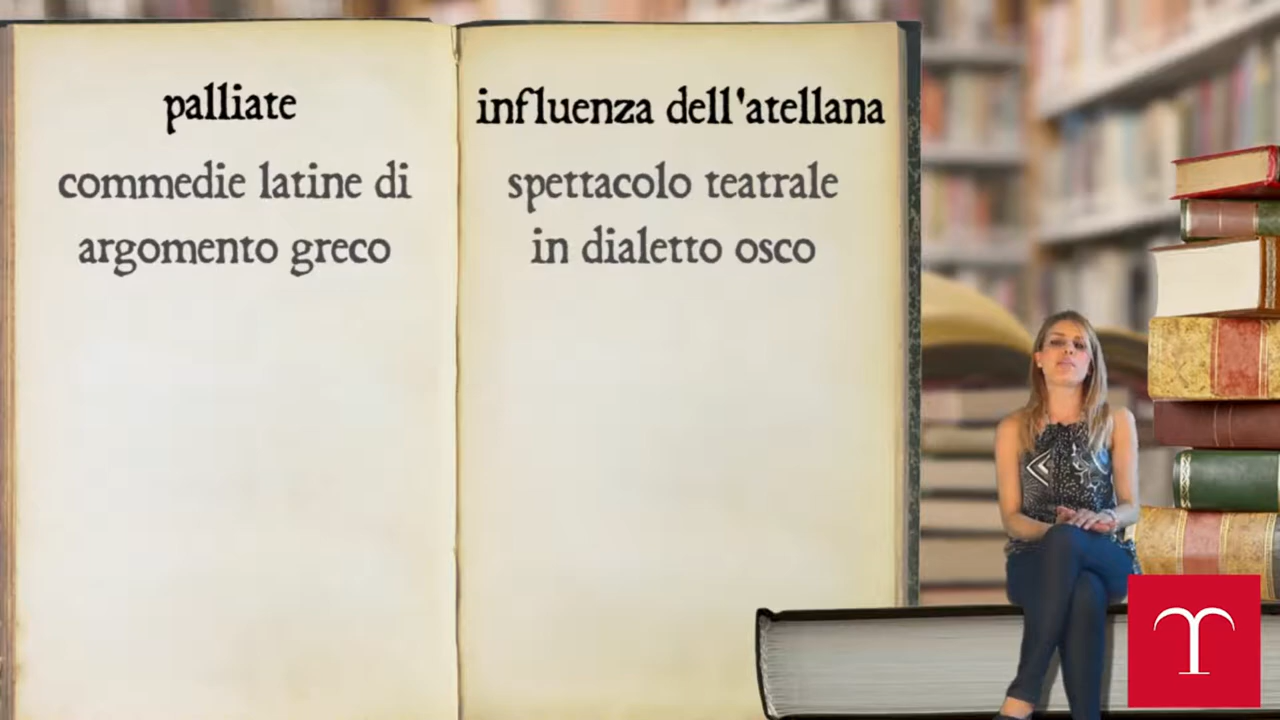 palliate
commedie latine di
argomento greco
influenza dell'atellana
spettacolo teatrale
in dialetto osco